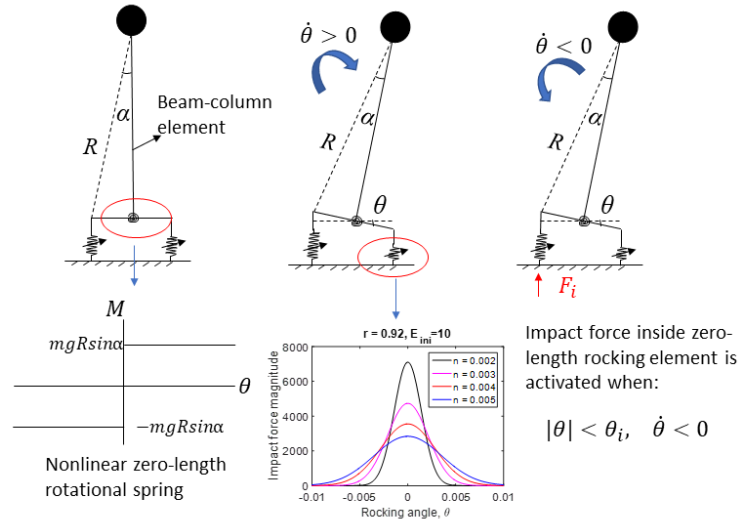 α
R
Beam-column
element
θ̇ > 0
α
R
θ
θ̇ < 0
α
R
θ
F_i
M
mgRsinα
θ
−mgRsinα
Nonlinear zero-length
rotational spring
r = 0.92, E_ini=10
Impact force magnitude
8000
6000
4000
2000
0
n = 0.002
n = 0.003
n = 0.004
n = 0.005
-0.01
-0.005
0
0.005
0.01
Rocking angle, θ
Impact force inside zero-
length rocking element is
activated when:
|θ| < θ_i, θ̇ < 0